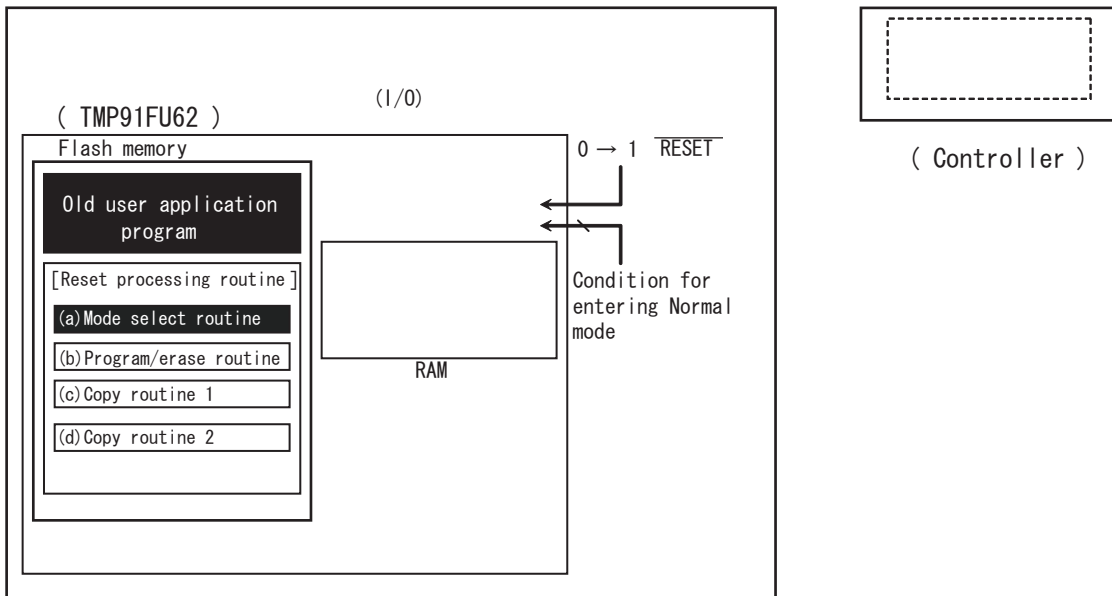 (I/O)
( TMP91FU62 )
Flash memory
0 → 1 RESET
Old user application
program
[Reset processing routine]
(a)Mode select routine
(b)Program/erase routine
(c)Copy routine 1
(d)Copy routine 2
RAM
Condition for
entering Normal
mode
( Controller )